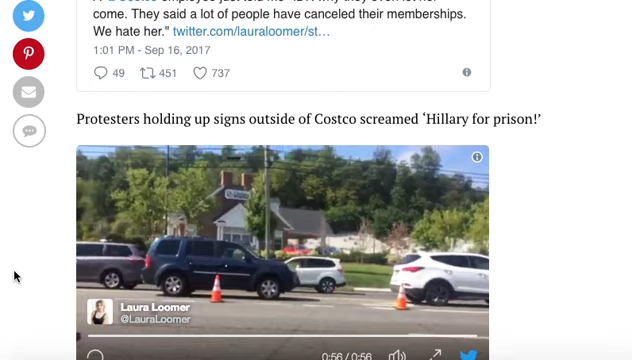 come. They said a lot of people have canceled their memberships.
We hate her." twitter.com/lauraloomer/st…
1:01 PM - Sep 16, 2017
49 451 737
Protesters holding up signs outside of Costco screamed ‘Hillary for prison!’
Laura Loomer
@LauraLoomer
0:56/0:56